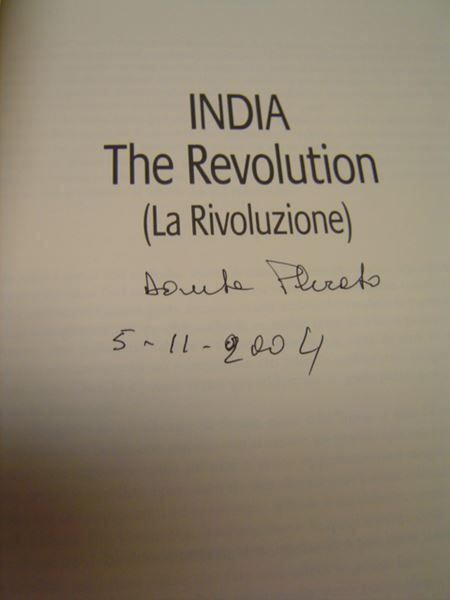 INDIA
The Revolution
(La Rivoluzione)
5-11-2004